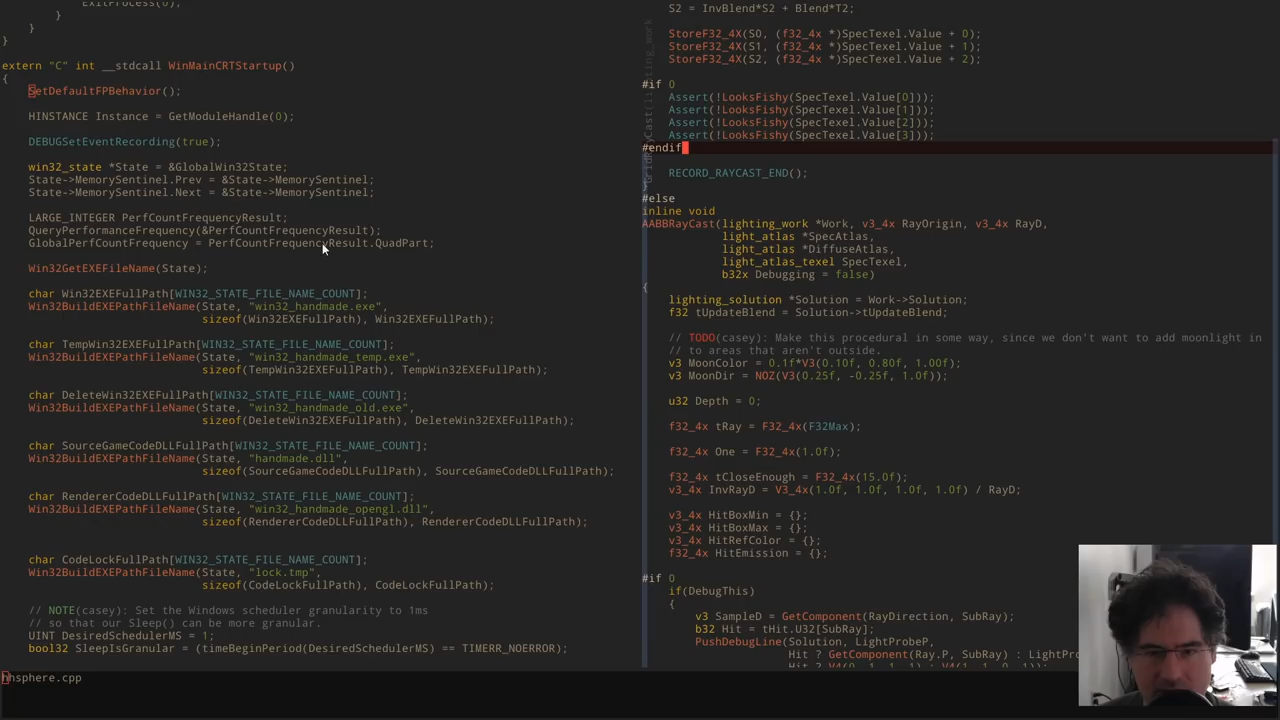 ExitProcess(0);
}
}
}
extern "C" int __stdcall WinMainCRTStartup()
{
SetDefaultFPBehavior();
HINSTANCE Instance = GetModuleHandle(0);
DEBUGSetEventRecording(true);
win32_state *State = &GlobalWin32State;
State->MemorySentinel.Prev = &State->MemorySentinel;
State->MemorySentinel.Next = &State->MemorySentinel;
LARGE_INTEGER PerfCountFrequencyResult;
QueryPerformanceFrequency(&PerfCountFrequencyResult);
GlobalPerfCountFrequency = PerfCountFrequencyResult.QuadPart;
Win32GetEXEFileName(State);
char Win32EXEFullPath[WIN32_STATE_FILE_NAME_COUNT];
Win32BuildEXEPathFileName(State, "win32_handmade.exe",
sizeof(Win32EXEFullPath), Win32EXEFullPath);
char TempWin32EXEFullPath[WIN32_STATE_FILE_NAME_COUNT];
Win32BuildEXEPathFileName(State, "win32_handmade_temp.exe",
sizeof(TempWin32EXEFullPath), TempWin32EXEFullPath);
char DeleteWin32EXEFullPath[WIN32_STATE_FILE_NAME_COUNT];
Win32BuildEXEPathFileName(State, "win32_handmade_old.exe",
sizeof(DeleteWin32EXEFullPath), DeleteWin32EXEFullPath);
char SourceGameCodeDLLFullPath[WIN32_STATE_FILE_NAME_COUNT];
Win32BuildEXEPathFileName(State, "handmade.dll",
sizeof(SourceGameCodeDLLFullPath), SourceGameCodeDLLFullPath);
char RendererCodeDLLFullPath[WIN32_STATE_FILE_NAME_COUNT];
Win32BuildEXEPathFileName(State, "win32_handmade_opengl.dll",
sizeof(RendererCodeDLLFullPath), RendererCodeDLLFullPath);
char CodeLockFullPath[WIN32_STATE_FILE_NAME_COUNT];
Win32BuildEXEPathFileName(State, "lock.tmp",
sizeof(CodeLockFullPath), CodeLockFullPath);
// NOTE(casey): Set the Windows scheduler granularity to 1ms
// so that our Sleep() can be more granular.
UINT DesiredSchedulerMS = 1;
bool32 SleepIsGranular = (timeBeginPeriod(DesiredSchedulerMS) == TIMERR_NOERROR);
S2 = InvBlend*S2 + Blend*T2;
StoreF32_4X(S0, (f32_4x *)SpecTexel.Value + 0);
StoreF32_4X(S1, (f32_4x *)SpecTexel.Value + 1);
StoreF32_4X(S2, (f32_4x *)SpecTexel.Value + 2);
#if 0
Assert(!LooksFishy(SpecTexel.Value[0]));
Assert(!LooksFishy(SpecTexel.Value[1]));
Assert(!LooksFishy(SpecTexel.Value[2]));
Assert(!LooksFishy(SpecTexel.Value[3]));
#endif
RECORD_RAYCAST_END();
}
#else
inline void
AABBRayCast(lighting_work *Work, v3_4x RayOrigin, v3_4x RayD,
light_atlas *SpecAtlas,
light_atlas *DiffuseAtlas,
light_atlas_texel SpecTexel,
b32x Debugging = false)
{
lighting_solution *Solution = Work->Solution;
f32 tUpdateBlend = Solution->tUpdateBlend;
// TODO(casey): Make this procedural in some way, since we don't want to add moonlight in
// to areas that aren't outside.
v3 MoonColor = 0.1f*V3(0.10f, 0.80f, 1.00f);
v3 MoonDir = NOZ(V3(0.25f, -0.25f, 1.0f));
u32 Depth = 0;
f32_4x tRay = F32_4x(F32Max);
f32_4x One = F32_4x(1.0f);
f32_4x tCloseEnough = F32_4x(15.0f);
v3_4x InvRayD = V3_4x(1.0f, 1.0f, 1.0f, 1.0f) / RayD;
v3_4x HitBoxMin = {};
v3_4x HitBoxMax = {};
v3_4x HitRefColor = {};
f32_4x HitEmission = {};
#if 0
if(DebugThis)
{
v3 SampleD = GetComponent(RayDirection, SubRay);
b32 Hit = tHit.U32[SubRay];
PushDebugLine(Solution, LightProbeP,
Hit ? GetComponent(Ray.P, SubRay) : LightPro
hhsphere.cpp